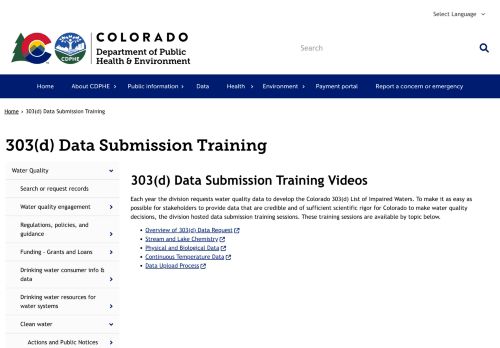 Select Language
COLORADO
Department of Public
Health & Environment
CDPHE
Search
Home
About CDPHE
Public information
Data
Health
Environment
Payment portal
Report a concern or emergency
Home › 303(d) Data Submission Training
303(d) Data Submission Training
Water Quality
Search or request records
Water quality engagement
Regulations, policies, and
guidance
Funding - Grants and Loans
Drinking water consumer info &
data
Drinking water resources for
water systems
Clean water
Actions and Public Notices
303(d) Data Submission Training Videos
Each year the division requests water quality data to develop the Colorado 303(d) List of Impaired Waters. To make it as easy as
possible for stakeholders to provide data that are credible and of sufficient scientific rigor for Colorado to make water quality
decisions, the division hosted data submission training sessions. These training sessions are available by topic below.
Overview of 303(d) Data Request
Stream and Lake Chemistry
Physical and Biological Data
Continuous Temperature Data
Data Upload Process